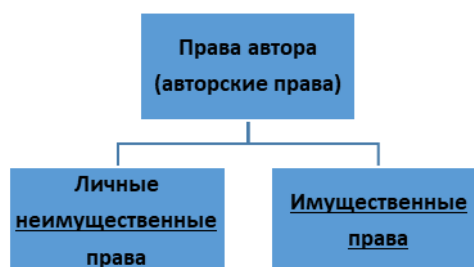 Права автора
(авторские права)
Личные
неимущественные
права
Имущественные
права